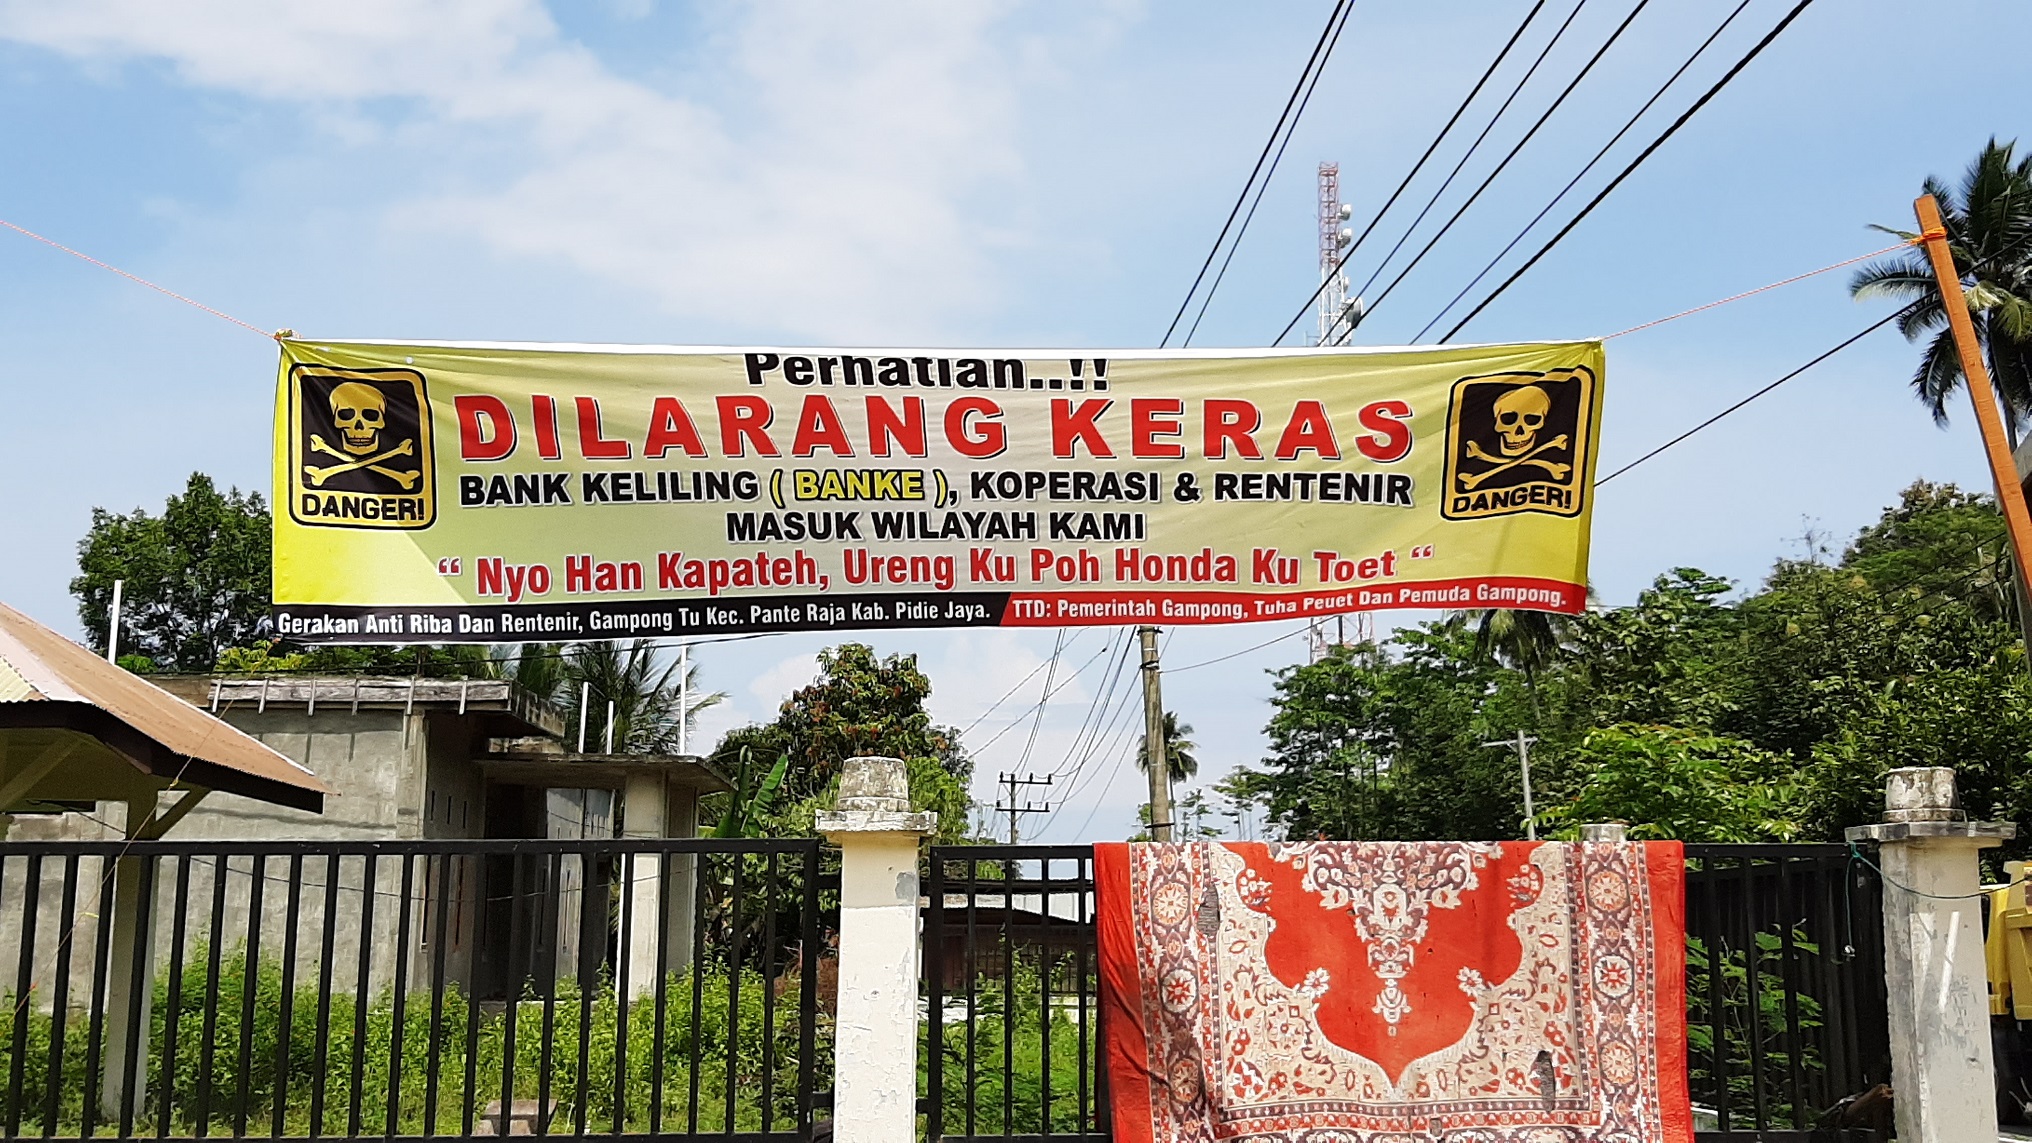 Perhatian..!!
DILARANG KERAS
BANK KELILING ( BANKE ), KOPERASI & RENTENIR
MASUK WILAYAH KAMI
“ Nyo Han Kapateh, Ureng Ku Poh Honda Ku Toet “
Gerakan Anti Riba Dan Rentenir, Gampong Tu Kec. Pante Raja Kab. Pidie Jaya. TTD: Pemerintah Gampong, Tuha Peuet Dan Pemuda Gampong.
DANGER!
DANGER!